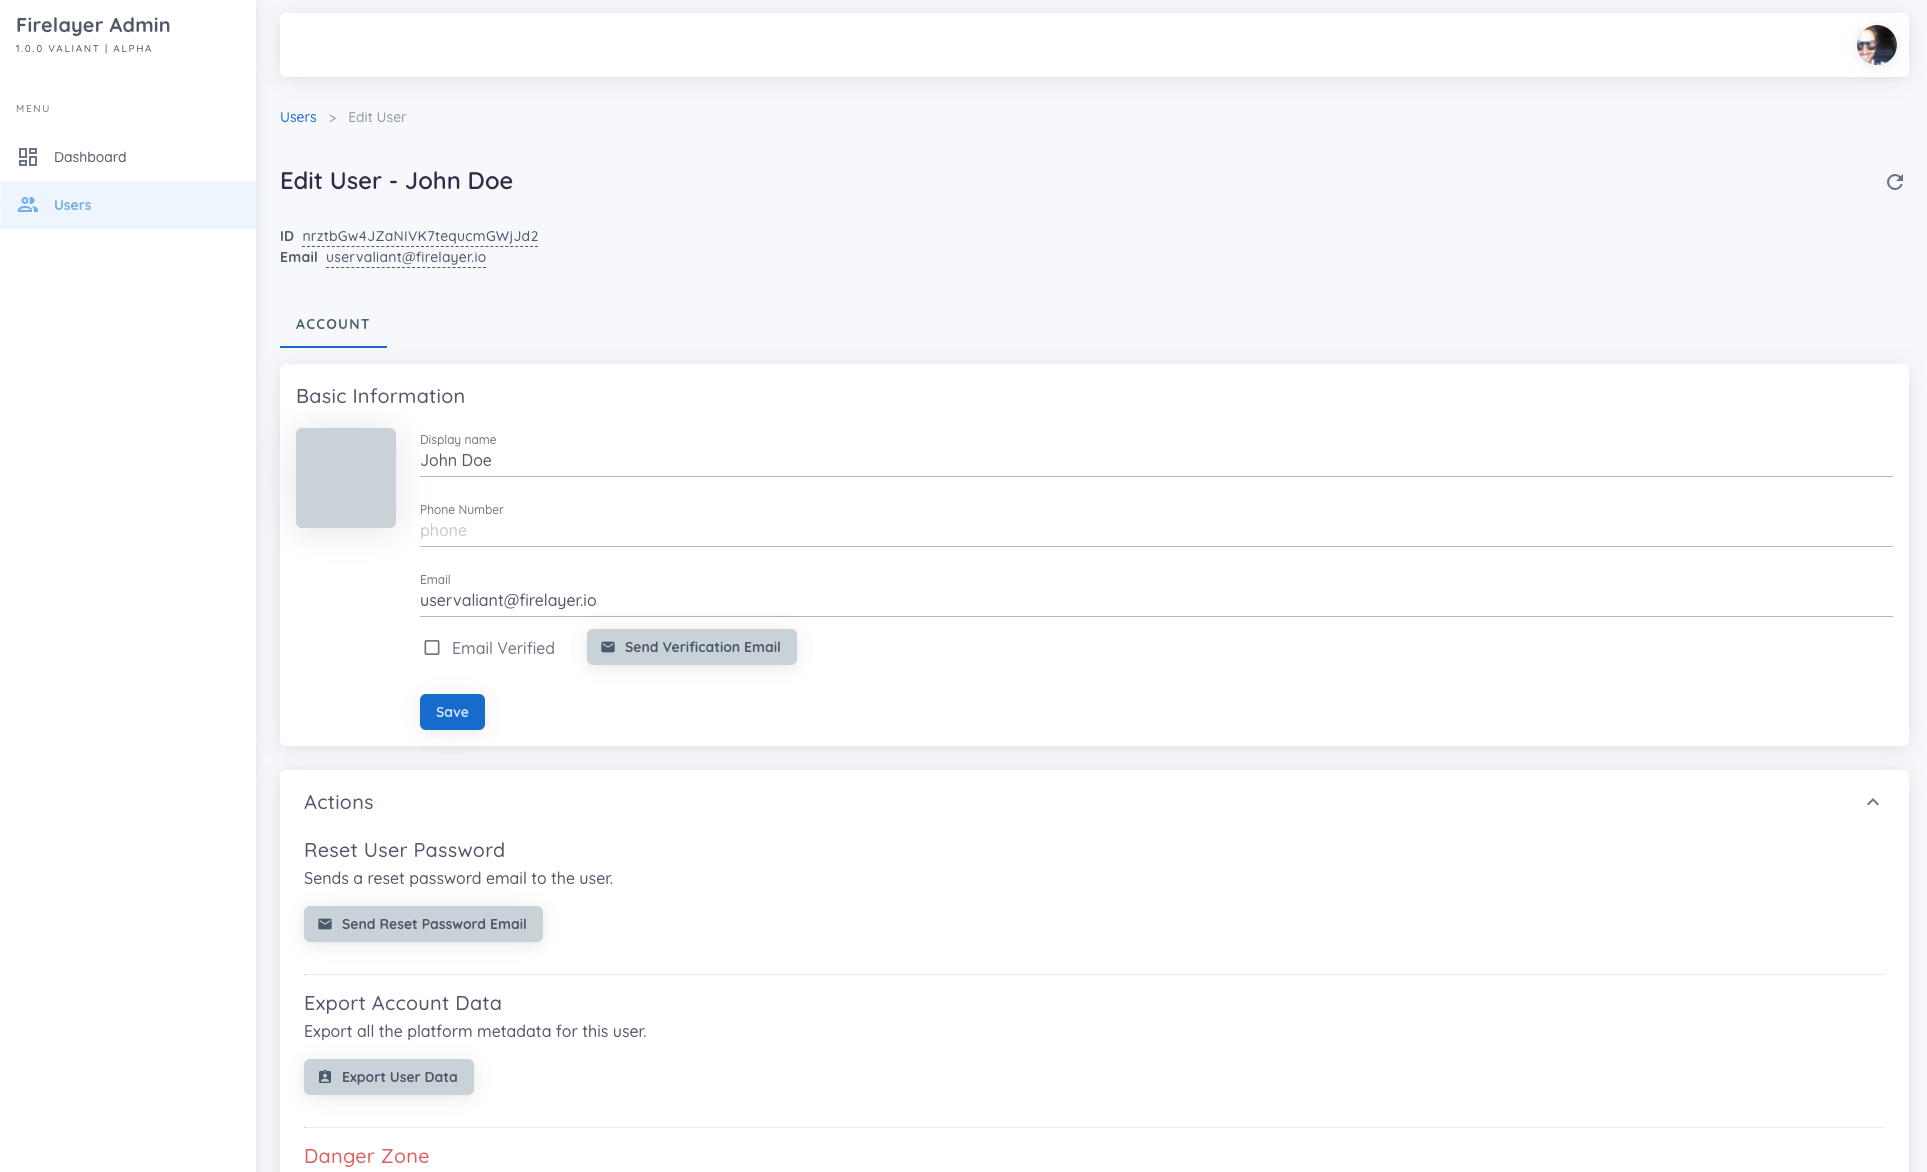 Firelayer Admin
1.0.0 VALIANT | ALPHA
MENU
Dashboard
Users
Users > Edit User
Edit User - John Doe
ID nrztbGw4JZaNIVK7tequcmGWjJd2
Email uservaliant@firelayer.io
ACCOUNT
Basic Information
Display name
John Doe
Phone Number
phone
Email
uservaliant@firelayer.io
Email Verified
Send Verification Email
Save
Actions
Reset User Password
Sends a reset password email to the user.
Send Reset Password Email
Export Account Data
Export all the platform metadata for this user.
Export User Data
Danger Zone